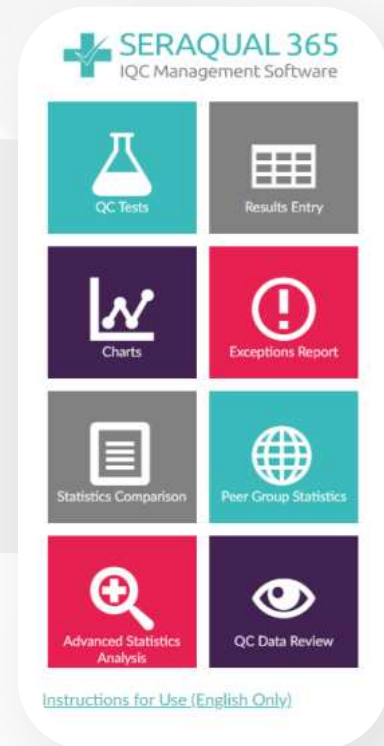 SERAQUAL 365
IQC Management Software
QC Tests
Results Entry
Charts
Exceptions Report
Statistics Comparison
Peer Group Statistics
Advanced Statistics
Analysis
QC Data Review
Instructions for Use (English Only)